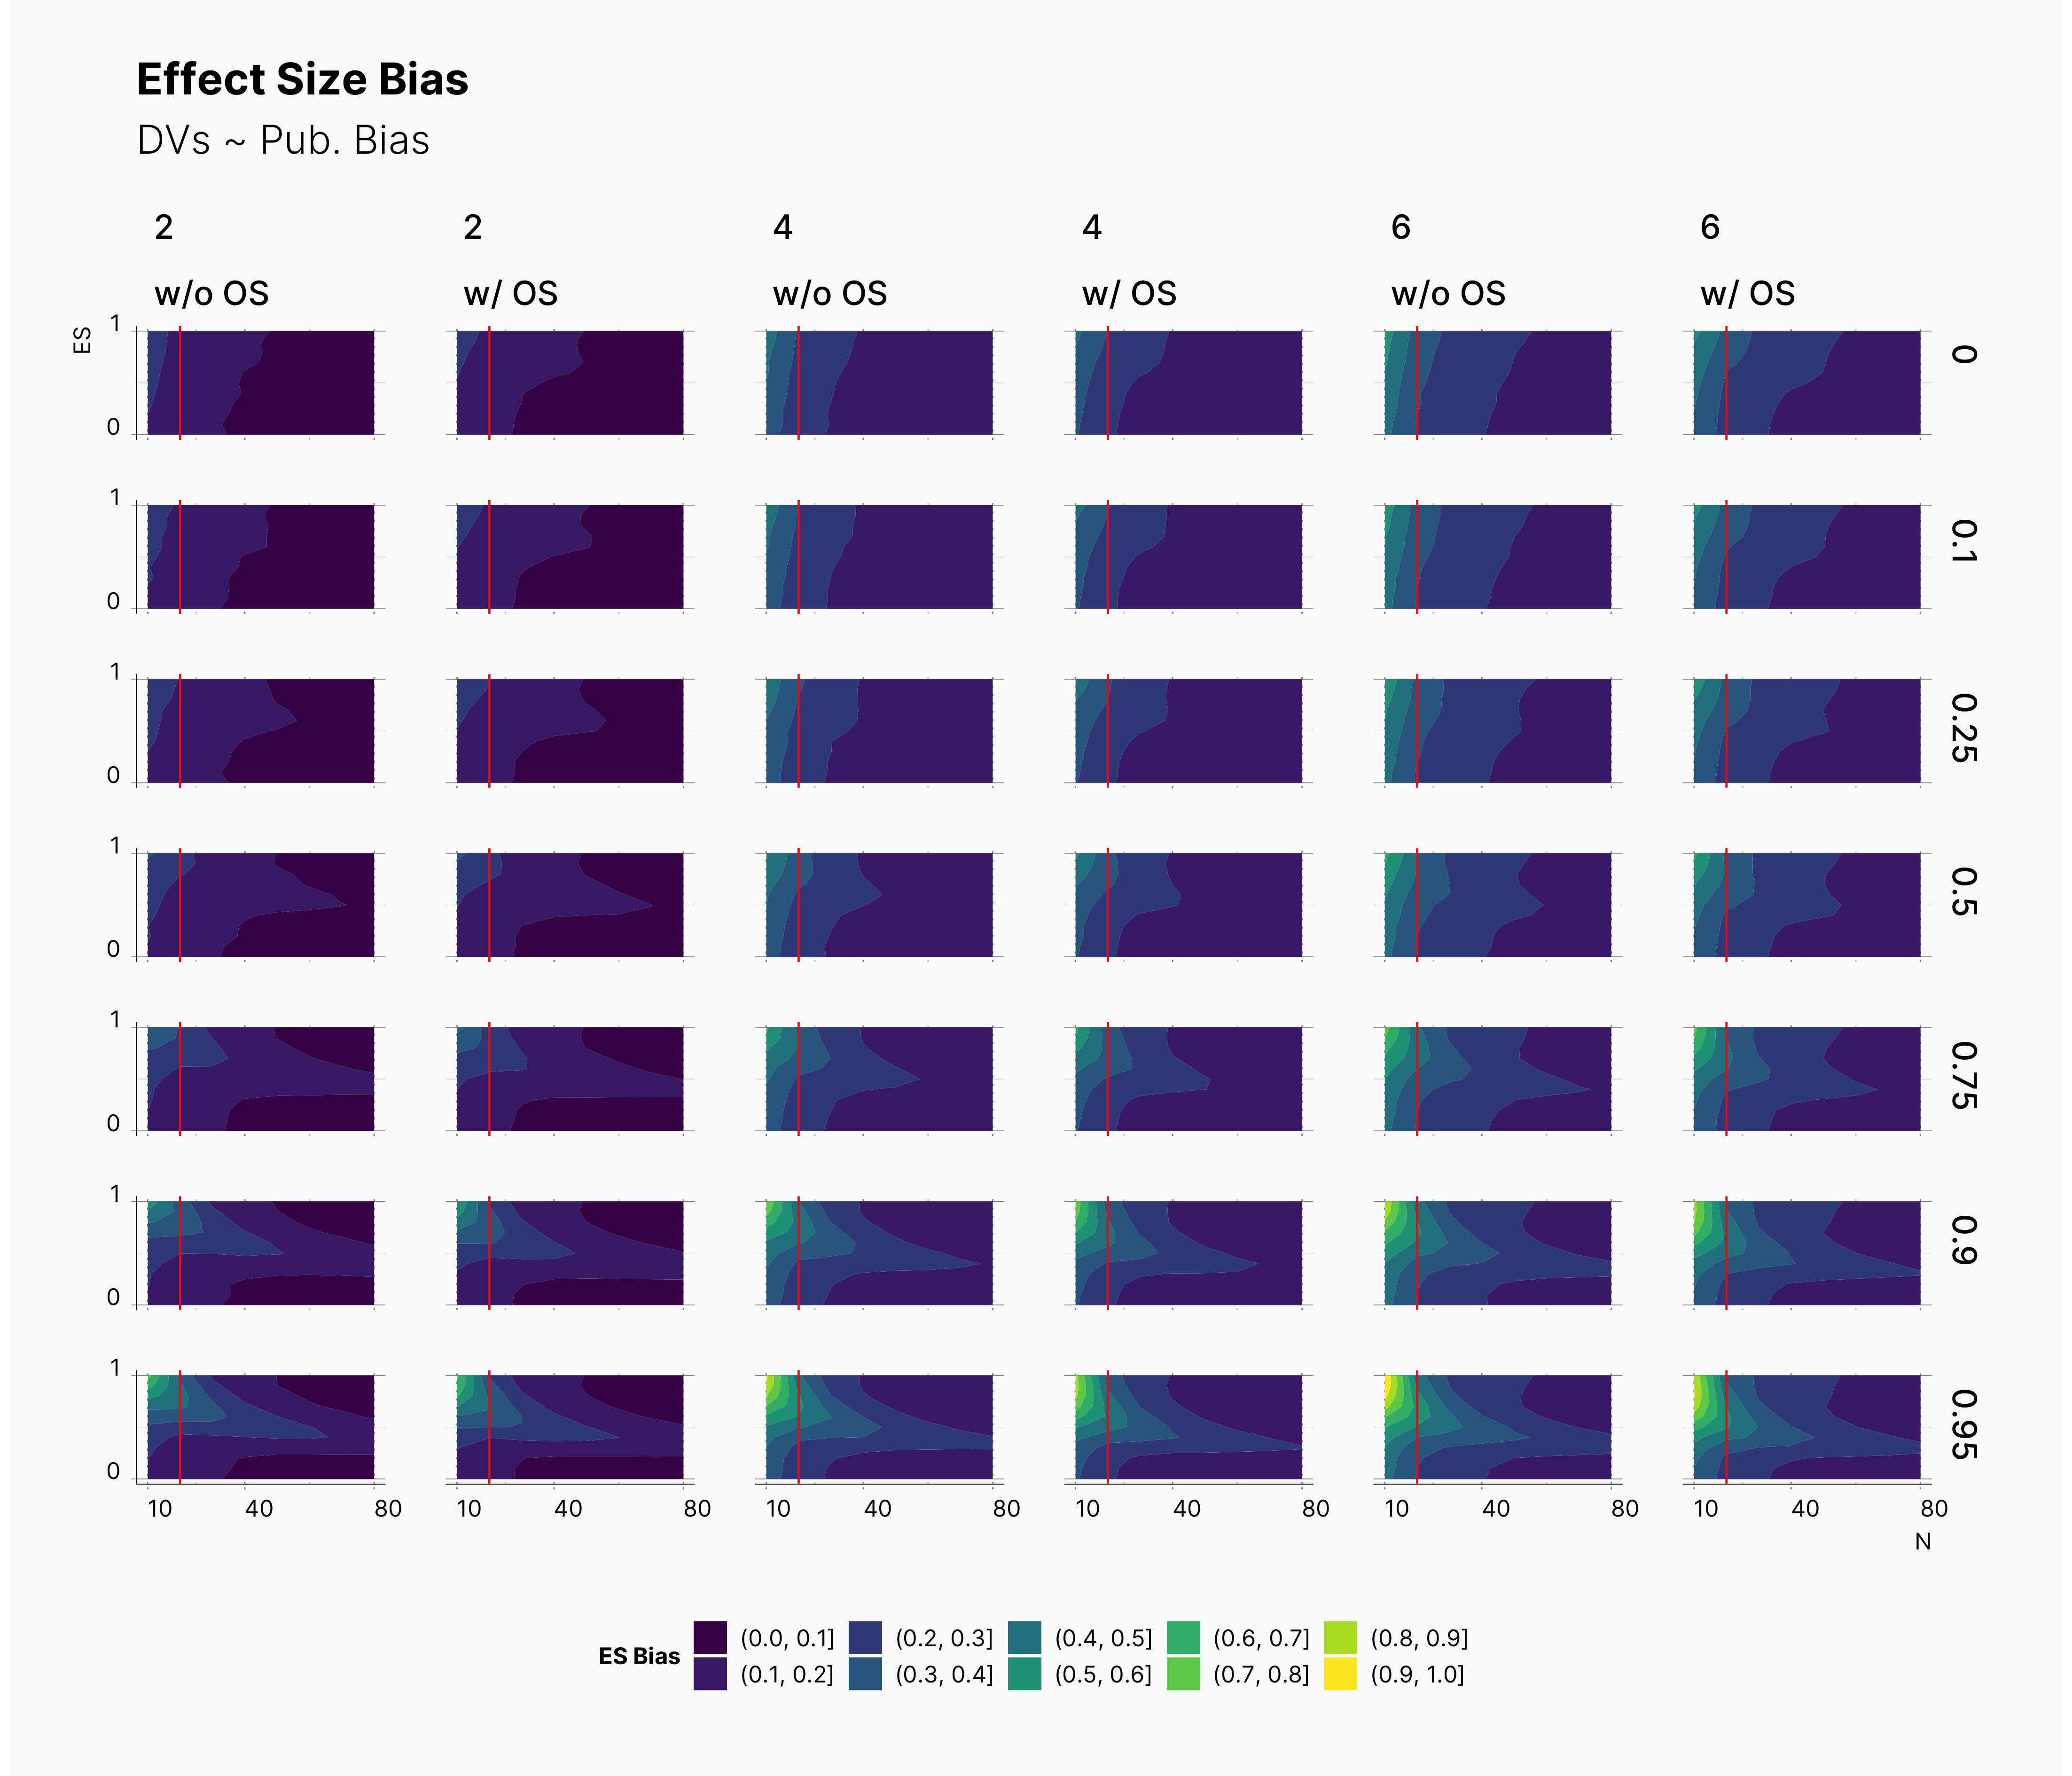 Effect Size Bias
DVs ~ Pub. Bias
2 2 4 4 6 6
w/o OS w/ OS w/o OS w/ OS w/o OS w/ OS
ES
1
0
0
1
0
0.1
1
0
0.25
1
0
0.5
1
0
0.75
1
0
0.9
1
0
0.95
10 40 80 10 40 80 10 40 80 10 40 80 10 40 80 10 40 80
N
ES Bias
(0.0, 0.1] (0.2, 0.3] (0.4, 0.5] (0.6, 0.7] (0.8, 0.9]
(0.1, 0.2] (0.3, 0.4] (0.5, 0.6] (0.7, 0.8] (0.9, 1.0]